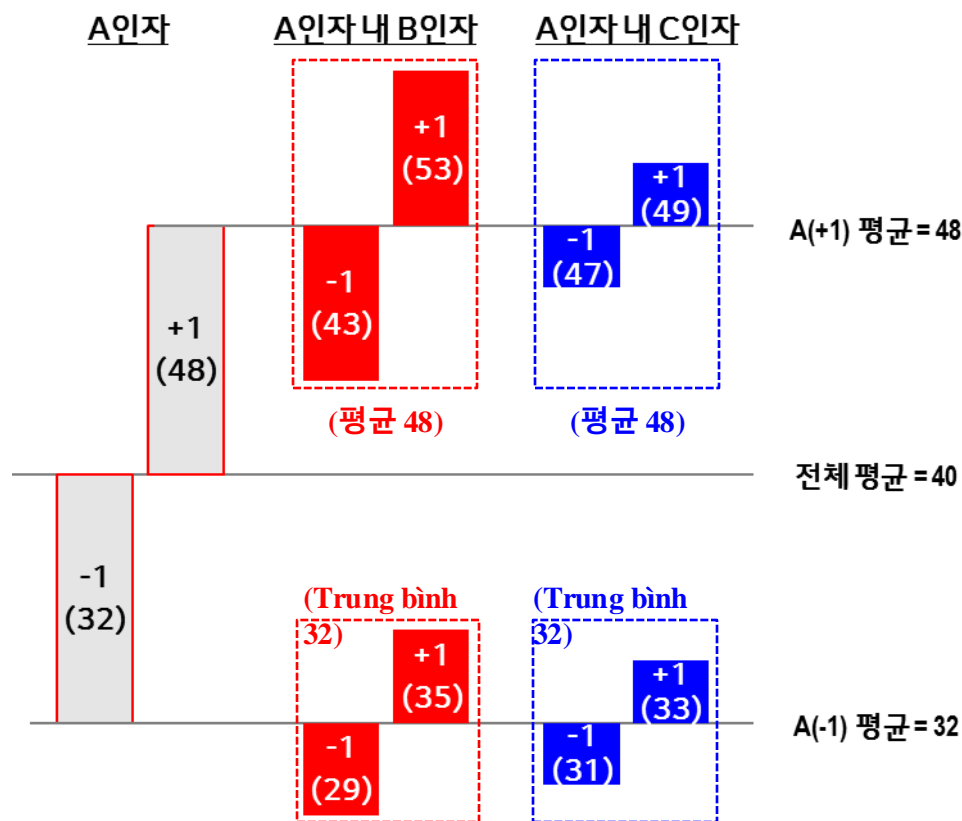 A인자
A인자 내 B인자
A인자 내 C인자
+1
(53)
+1
(49)
A(+1) 평균 = 48
-1
(43)
-1
(47)
+1
(48)
(평균 48)
(평균 48)
전체 평균 = 40
-1
(32)
(Trung bình
32)
(Trung bình
32)
+1
(35)
+1
(33)
A(-1) 평균 = 32
-1
(29)
-1
(31)